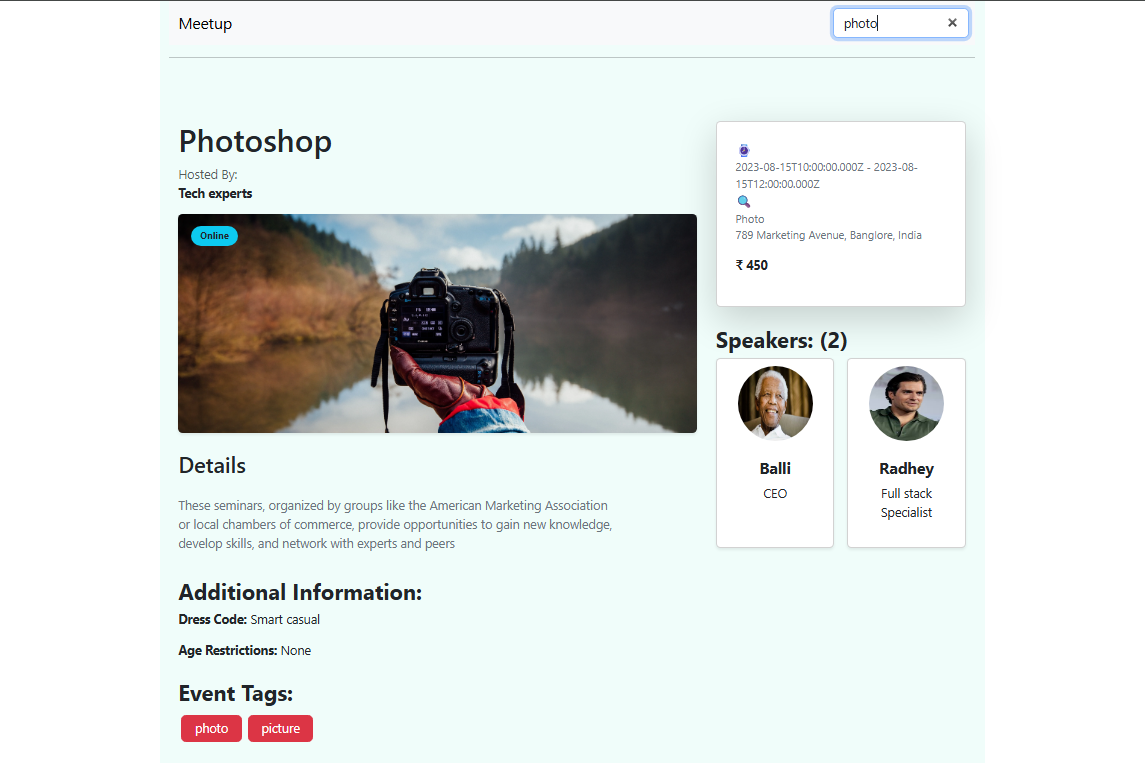 Meetup
photo
Photoshop
Hosted By:
Tech experts
Online
Details
These seminars, organized by groups like the American Marketing Association
or local chambers of commerce, provide opportunities to gain new knowledge,
develop skills, and network with experts and peers
Additional Information:
Dress Code: Smart casual
Age Restrictions: None
Event Tags:
photo picture
2023-08-15T10:00:00.000Z - 2023-08-
15T12:00:00.000Z
Photo
789 Marketing Avenue, Banglore, India
₹ 450
Speakers: (2)
Balli
CEO
Radhey
Full stack
Specialist